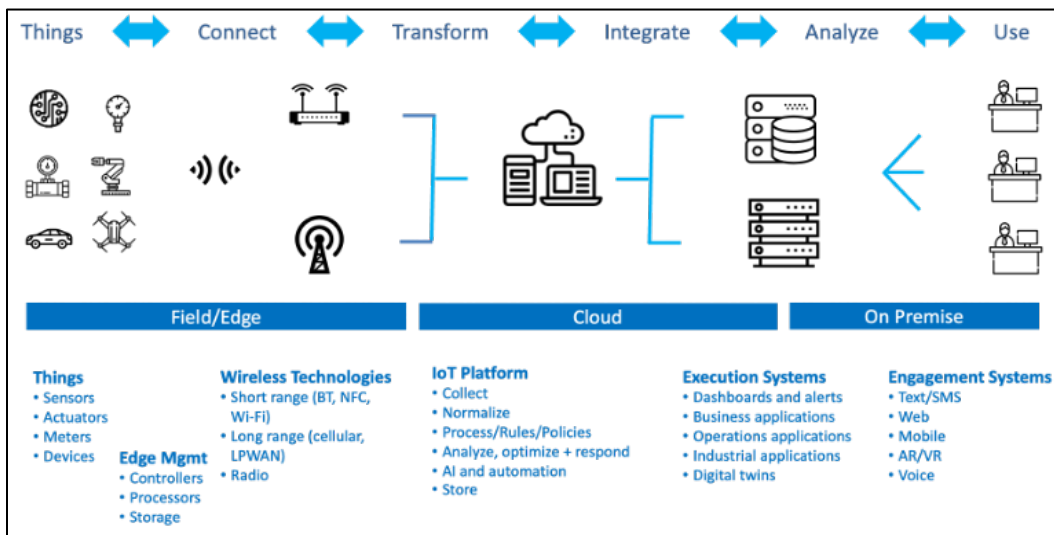 Things Connect Transform Integrate Analyze Use
Field/Edge
Cloud
On Premise
Things
• Sensors
• Actuators
• Meters
• Devices
Edge Mgmt
• Controllers
• Processors
• Storage
Wireless Technologies
• Short range (BT, NFC,
Wi-Fi)
• Long range (cellular,
LPWAN)
• Radio
IoT Platform
• Collect
• Normalize
• Process/Rules/Policies
• Analyze, optimize + respond
• AI and automation
• Store
Execution Systems
• Dashboards and alerts
• Business applications
• Operations applications
• Industrial applications
• Digital twins
Engagement Systems
• Text/SMS
• Web
• Mobile
• AR/VR
• Voice